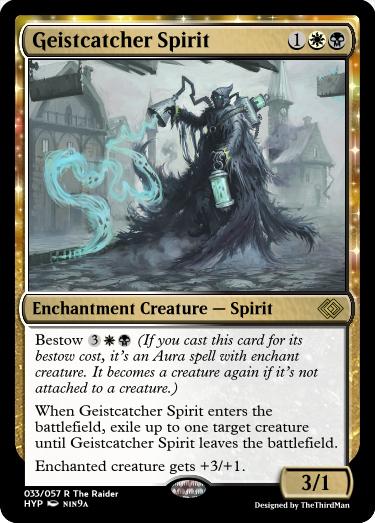 Geistcatcher Spirit 1
Enchantment Creature — Spirit
Bestow 3 (If you cast this card for its
bestow cost, it's an Aura spell with enchant
creature. It becomes a creature again if it's not
attached to a creature.)
When Geistcatcher Spirit enters the
battlefield, exile up to one target creature
until Geistcatcher Spirit leaves the battlefield.
Enchanted creature gets +3/+1.
3/1
033/057 R The Raider
HYP NIN9A
Designed by TheThirdMan